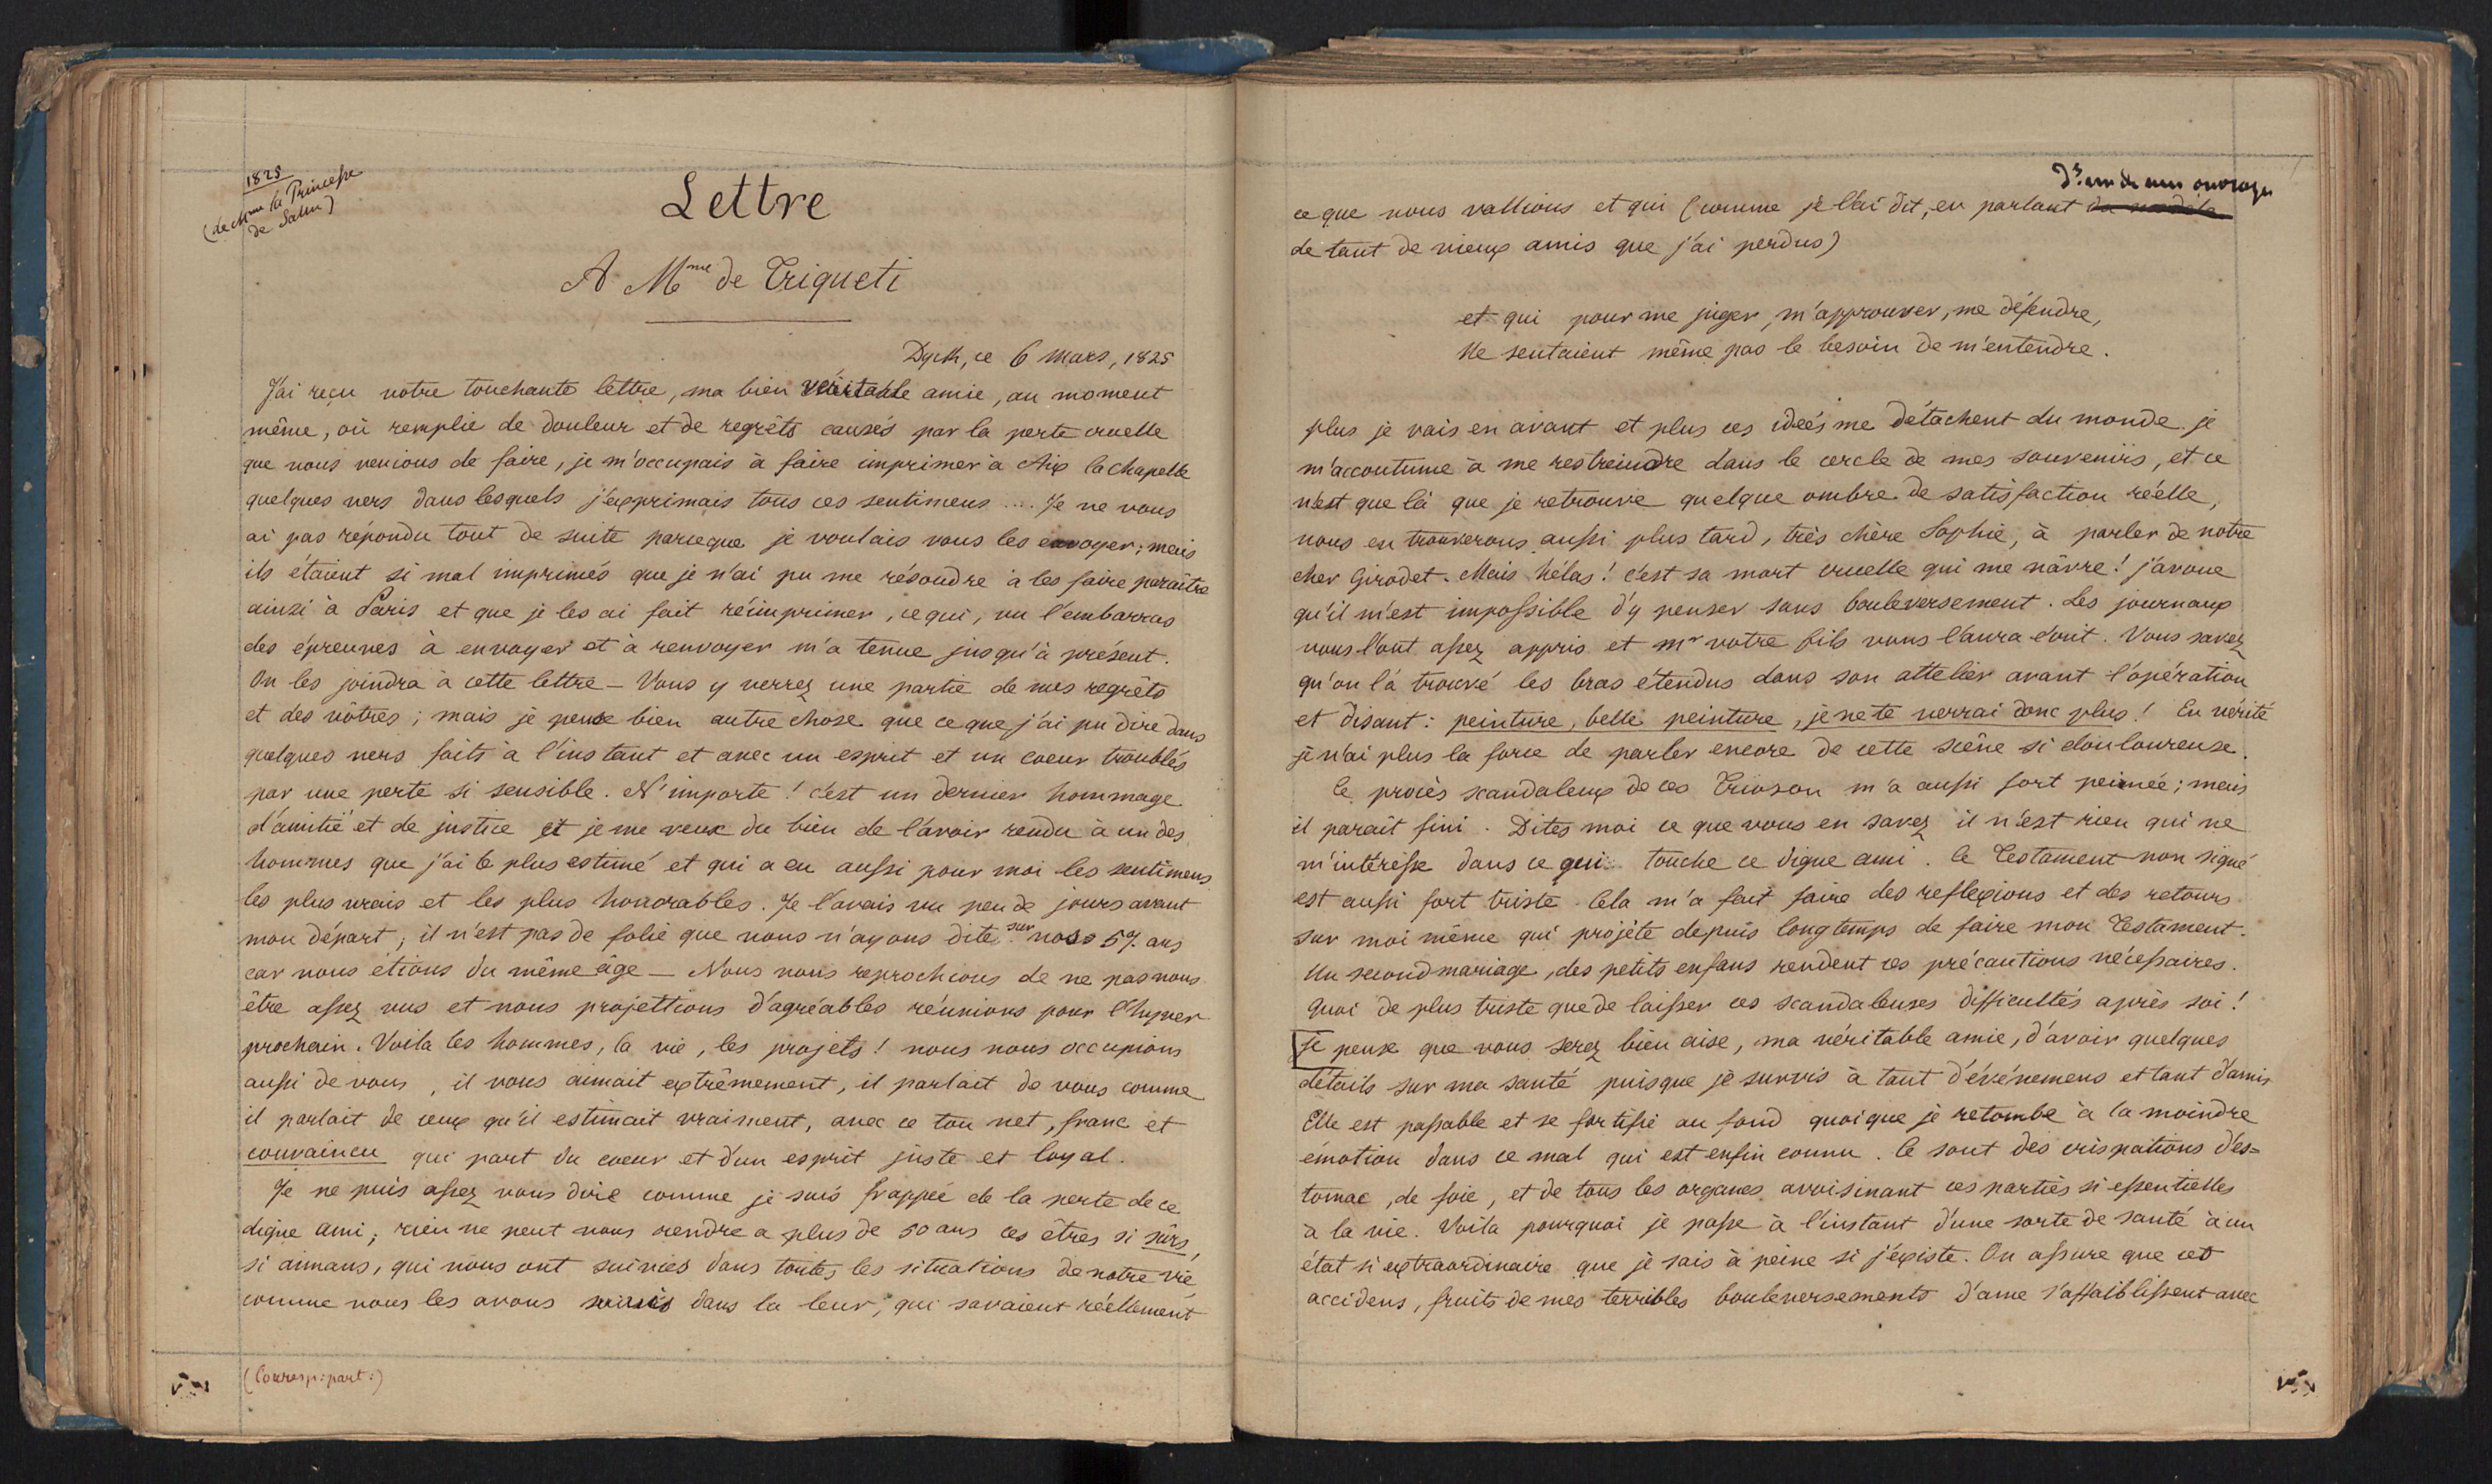 1825
(de Mme la Princesse
de Salm)
Lettre
A Mme de Triqueti
Dyck, ce 6 mars, 1825
J'ai reçu votre touchante lettre, ma bien véritable amie, au moment
même, où remplie de douleur et de regrêts causés par la perte cruelle
que nous venions de faire, je m'occupais à faire imprimer à Aix la chapelle
quelques vers dans lesquels j'exprimais tous ces sentimens .... Je ne vous
ai pas répondu tout de suite parceque je voulais vous les envoyer; mais
ils étaient si mal imprimés que je n'ai pu me résoudre à les faire paraître
ainsi à Paris et que je les ai fait réimprimer, ce qui, vu l'embarras
des épreuves à envoyer et à renvoyer m'a tenue jusqu'à présent.
On les joindra à cette lettre — Vous y verrez une partie de mes regrêts
et des vôtres; mais je pense bien autre chose que ce que j'ai pu dire dans
quelques vers faits à l'instant et avec un esprit et un coeur troublés
par une perte si sensible. N'importe! c'est un dernier hommage
d'amitié et de justice et je me veux du bien de l'avoir rendu à un des
hommes que j'ai le plus estimé et qui a eu aussi pour moi les sentimens
les plus vrais et les plus honorables. Je l'avais vu peu de jours avant
mon départ; il n'est pas de folie que nous n'ayons dite sur nos 57 ans
car nous étions du même âge — Nous nous reprochions de ne pas nous
être assez vus et nous projettions d'agréables réunions pour l'hyver
prochain. Voila les hommes, la vie, les projets! nous nous occupions
aussi de vous, il vous aimait extrêmement, il parlait de vous comme
il parlait de ceux qu'il estimait vraiment, avec ce ton net, franc et
convaincu qui part du coeur et d'un esprit juste et loyal.
Je ne puis assez vous dire comme je suis frappée de la perte de ce
digne ami; rien ne peut nous rendre a plus de 50 ans ces êtres si sûrs,
si aimans, qui nous ont suivies dans toutes les situations de notre vie
comme nous les avons suivis dans la leur, qui savaient réellement
(Corresp: part:)
d'un de mes ouvrages
ce que nous vallions et qui (comme je l'ai dit, en parlant
de tant de vieux amis que j'ai perdus)
et qui pour me juger, m'approuver, me défendre,
Ne sentaient même pas le besoin de m'entendre.
plus je vais en avant et plus ces ideés me détachent du monde. je
m'accoutume à me restreindre dans le cercle de mes souvenirs, et ce
n'est que là que je retrouve quelque ombre de satisfaction réelle,
nous en trouverons aussi plus tard, très chère Sophie, à parler de notre
cher Girodet. Mais hélas! c'est sa mort cruelle qui me nâvre! j'avoue
qu'il m'est impossible d'y penser sans bouleversement. Les journaux
vous l'ont assez appris et mr votre fils vous l'aura écrit. Vous savez
qu'on l'à trouvé les bras étendus dans son attelier avant l'opération
et disant: peinture, belle peinture, je ne te verrai donc plus! En vérité
je n'ai plus la force de parler encore de cette scêne si douloureuse.
Ce procès scandaleux de ces Trioson m'a aussi fort peinée; mais
il parait fini. Dites moi ce que vous en savez il n'est rien qui ne
m'intéresse dans ce qui touche ce digne ami. Ce Testament non signé
est aussi fort triste. Cela m'a fait faire des reflexions et des retours
sur moi même qui projéte depuis longtemps de faire mon Testament.
Un second mariage, des petits enfans rendent ces précautions nécessaires.
Quoi de plus triste que de laisser ces scandaleuses difficultés après soi!
Je pense que vous serez bien aise, ma véritable amie, d'avoir quelques
détails sur ma santé puisque je survis à tant d'événemens et tant d'amis
Elle est passable et se fortifie au fond quoique je retombe à la moindre
émotion dans ce mal qui est enfin connu. Ce sont des crispations d'es=
tomac, de foie, et de tous les organes avoisinant ces parties si essentielles
à la vie. Voila pourquoi je passe à l'instant d'une sorte de santé à un
état si extraordinaire que je sais à peine si j'éxiste. On assure que ces
accidens, fruits de mes terribles bouleversements d'ame s'affaiblissent avec